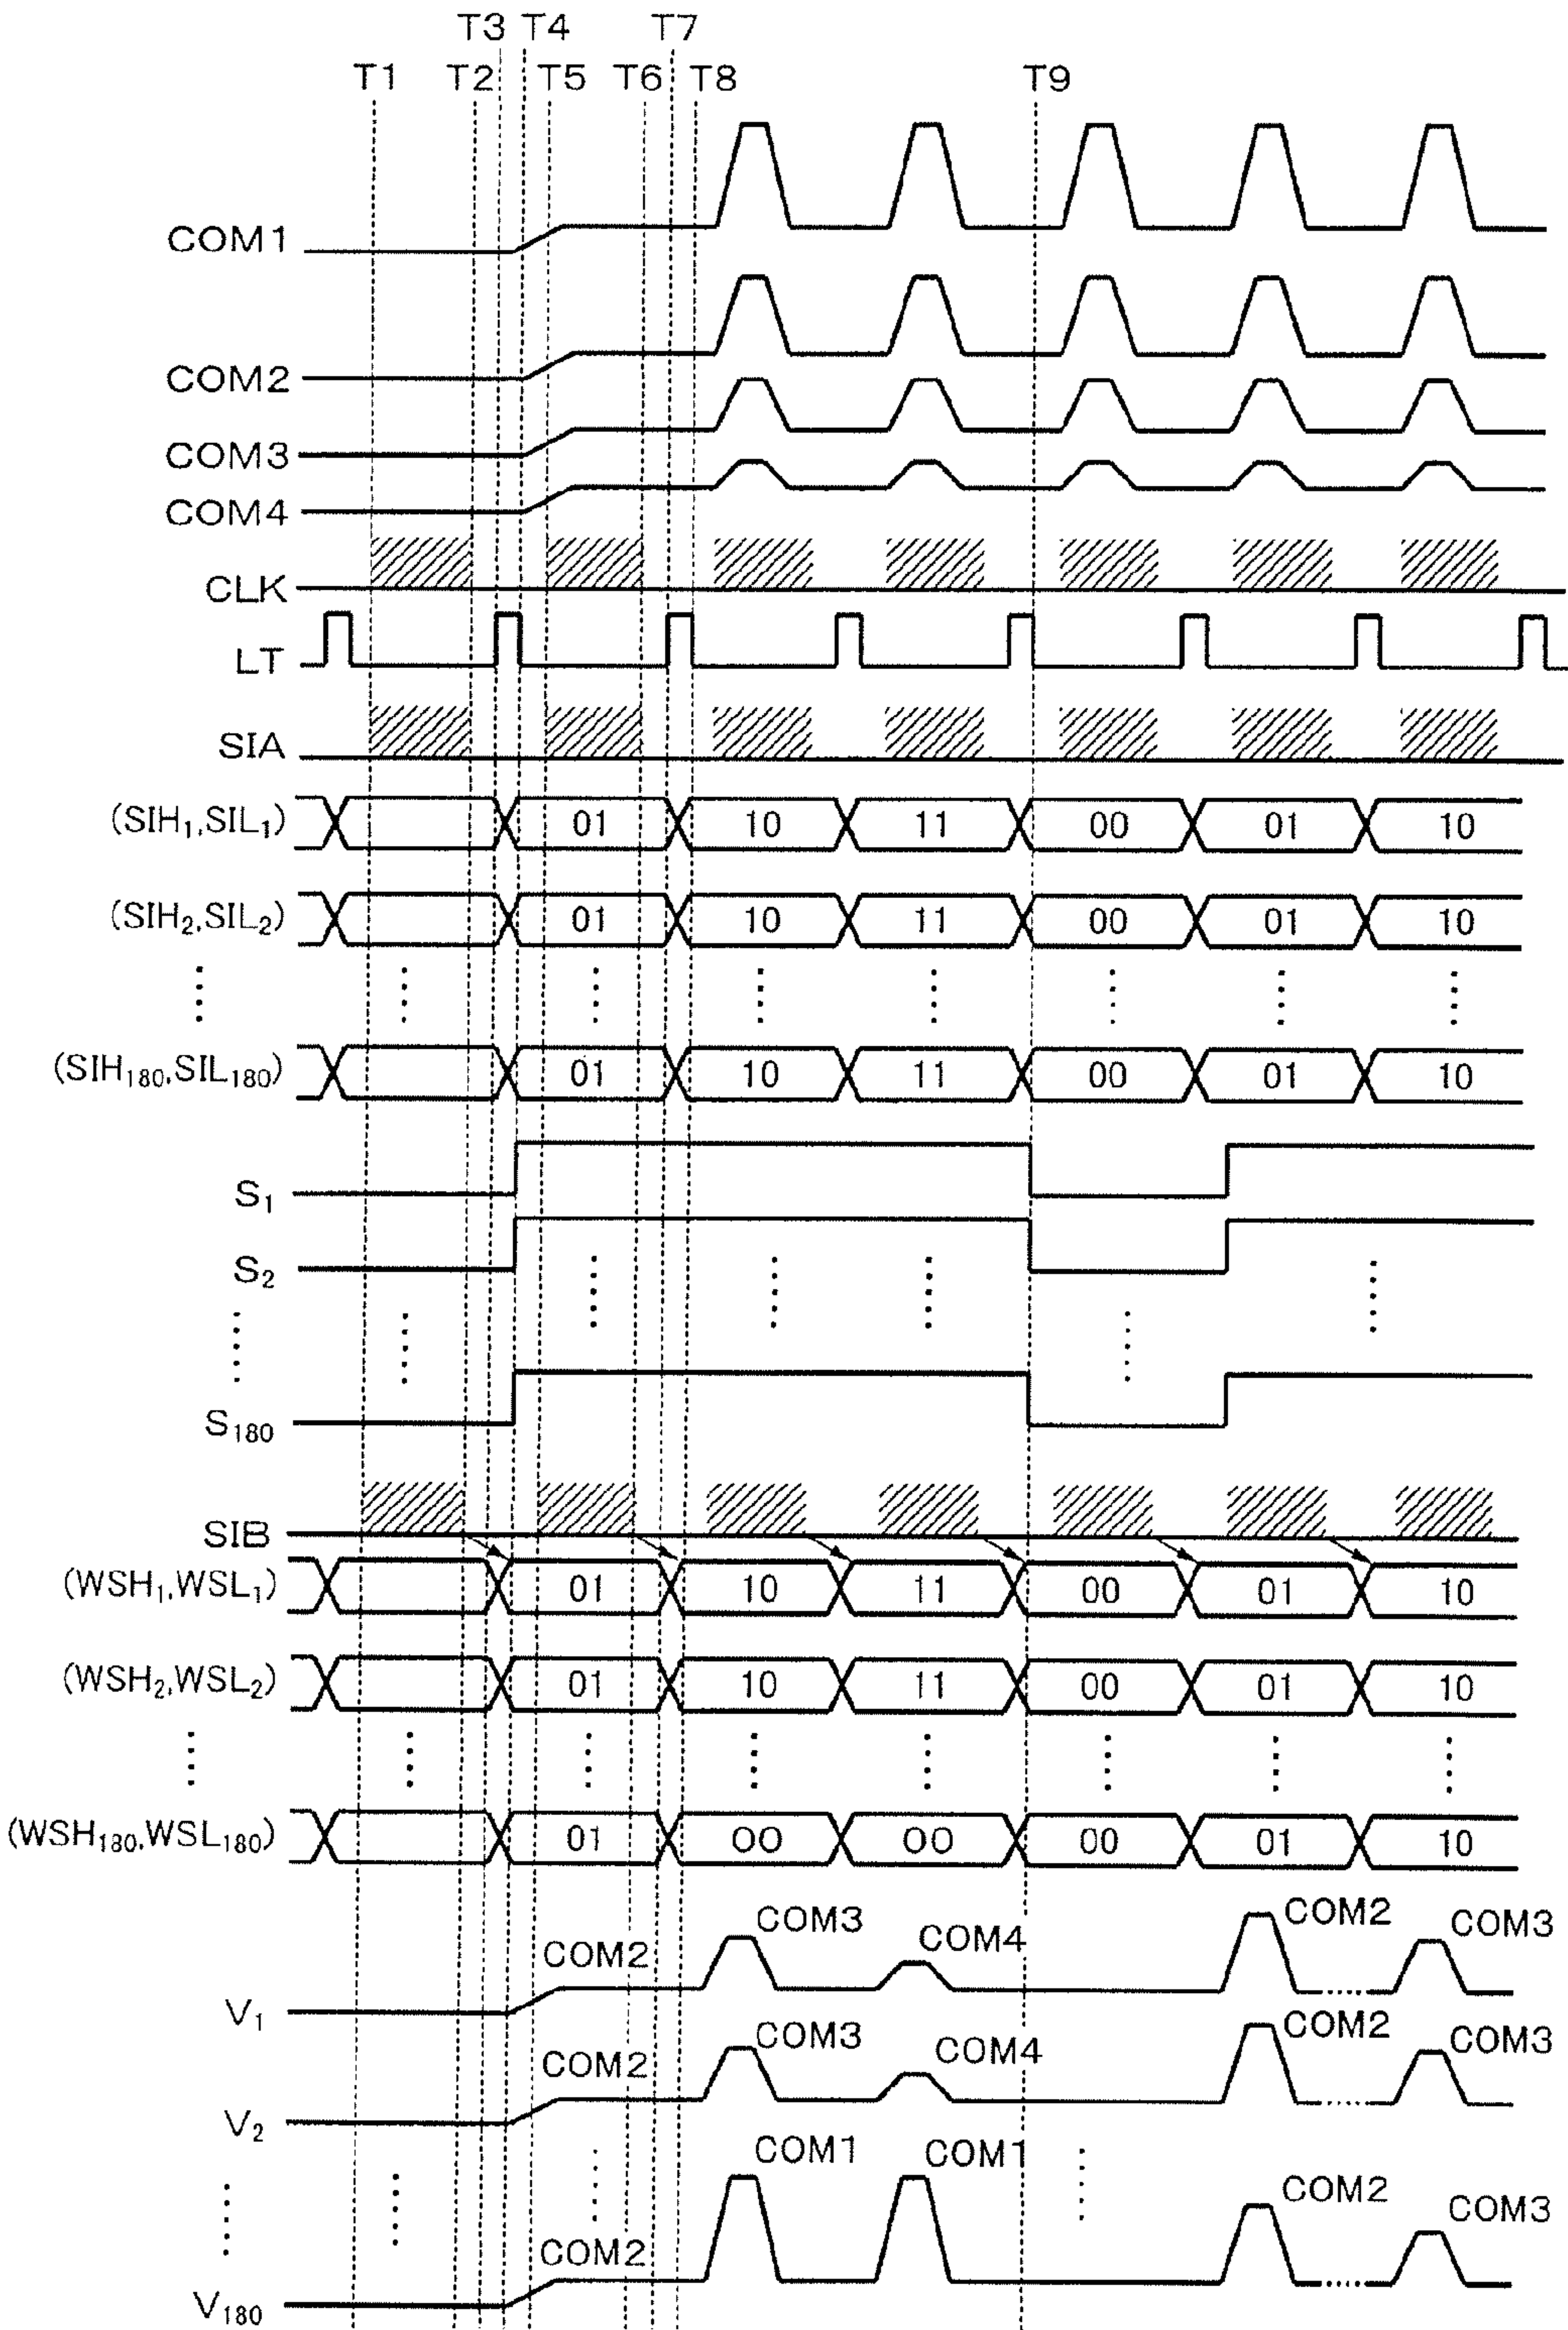 T3 T4 T7
T1 T2 T5 T6 T8 T9
COM1
COM2
COM3
COM4
CLK
LT
SIA
(SIH1,SIL1) 01 10 11 00 01 10
(SIH2,SIL2) 01 10 11 00 01 10
(SIH180,SIL180) 01 10 11 00 01 10
S1
S2
S180
SIB
(WSH1,WSL1) 01 10 11 00 01 10
(WSH2,WSL2) 01 10 11 00 01 10
(WSH180,WSL180) 01 00 00 00 01 10
COM2 COM3 COM4 COM2 COM3
V1
COM2 COM3 COM4 COM2 COM3
V2
COM2 COM1 COM1 COM2 COM3
V180